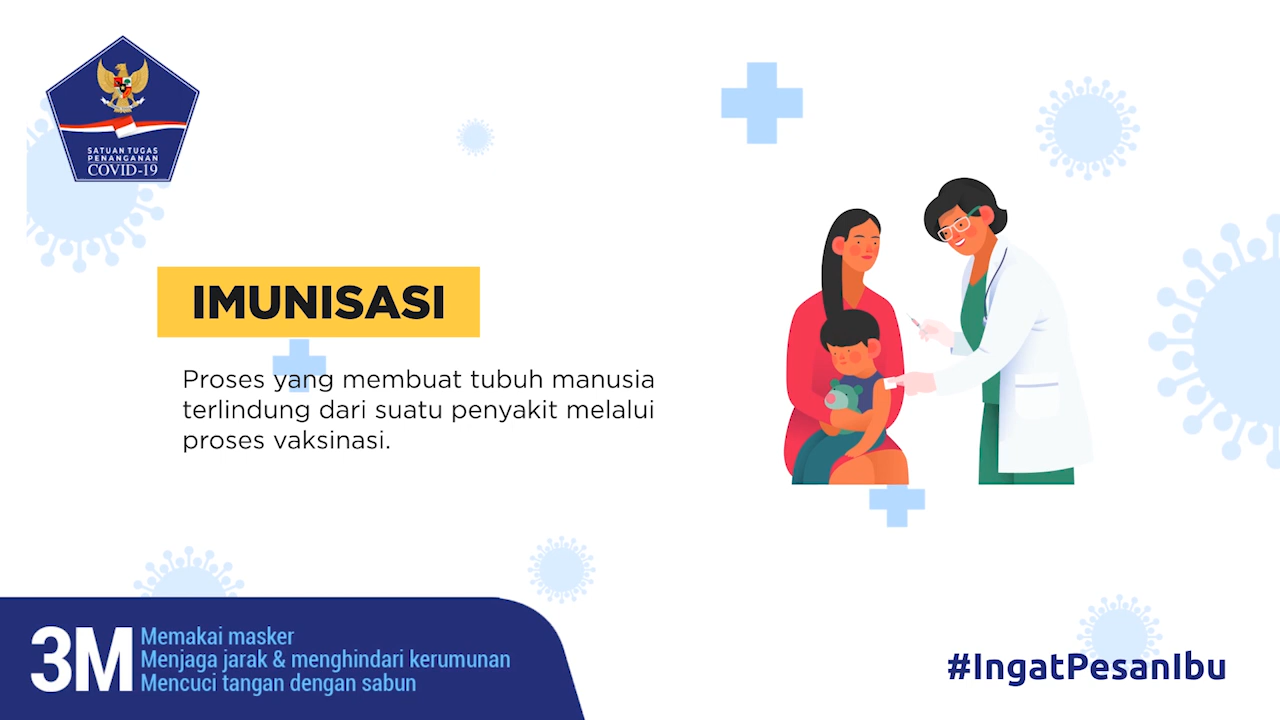 SATUAN TUGAS
PENANGANAN
COVID-19
IMUNISASI
Proses yang membuat tubuh manusia
terlindung dari suatu penyakit melalui
proses vaksinasi.
3M
Memakai masker
Menjaga jarak & menghindari kerumunan
Mencuci tangan dengan sabun
#IngatPesanIbu